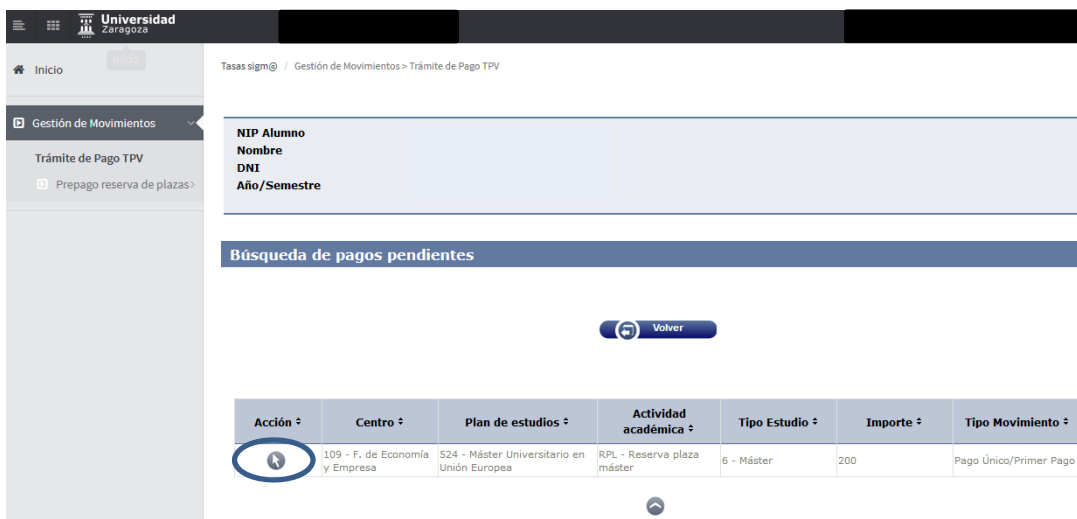 Universidad
Zaragoza
Inicio
Inicio
Tasas sigm@ / Gestión de Movimientos > Trámite de Pago TPV
Gestión de Movimientos
Trámite de Pago TPV
Prepago reserva de plazas>
NIP Alumno
Nombre
DNI
Año/Semestre
Búsqueda de pagos pendientes
Volver
Acción Centro Plan de estudios Actividad académica Tipo Estudio Importe Tipo Movimiento
109 - F. de Economía y Empresa 524 - Máster Universitario en Unión Europea RPL - Reserva plaza máster 6 - Máster 200 Pago Único/Primer Pago